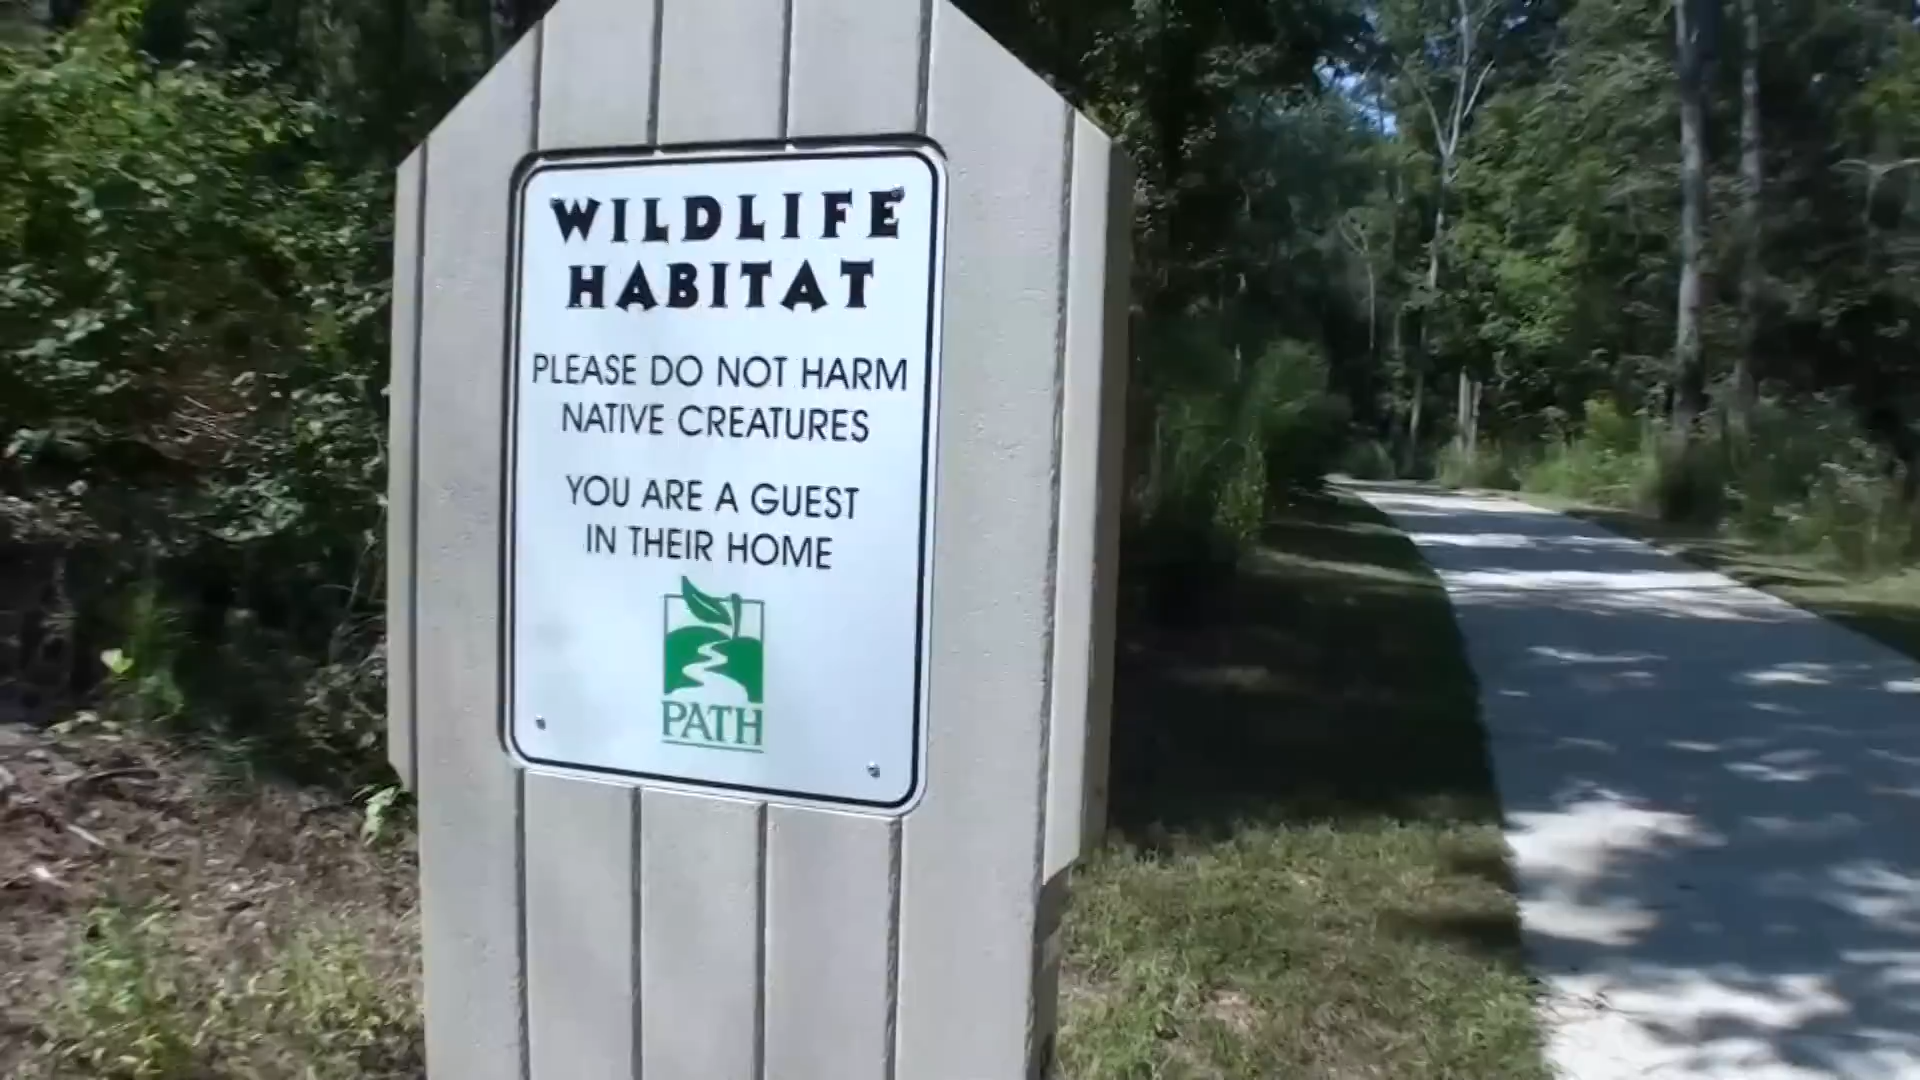 WILDLIFE
HABITAT
PLEASE DO NOT HARM
NATIVE CREATURES
YOU ARE A GUEST
IN THEIR HOME
PATH